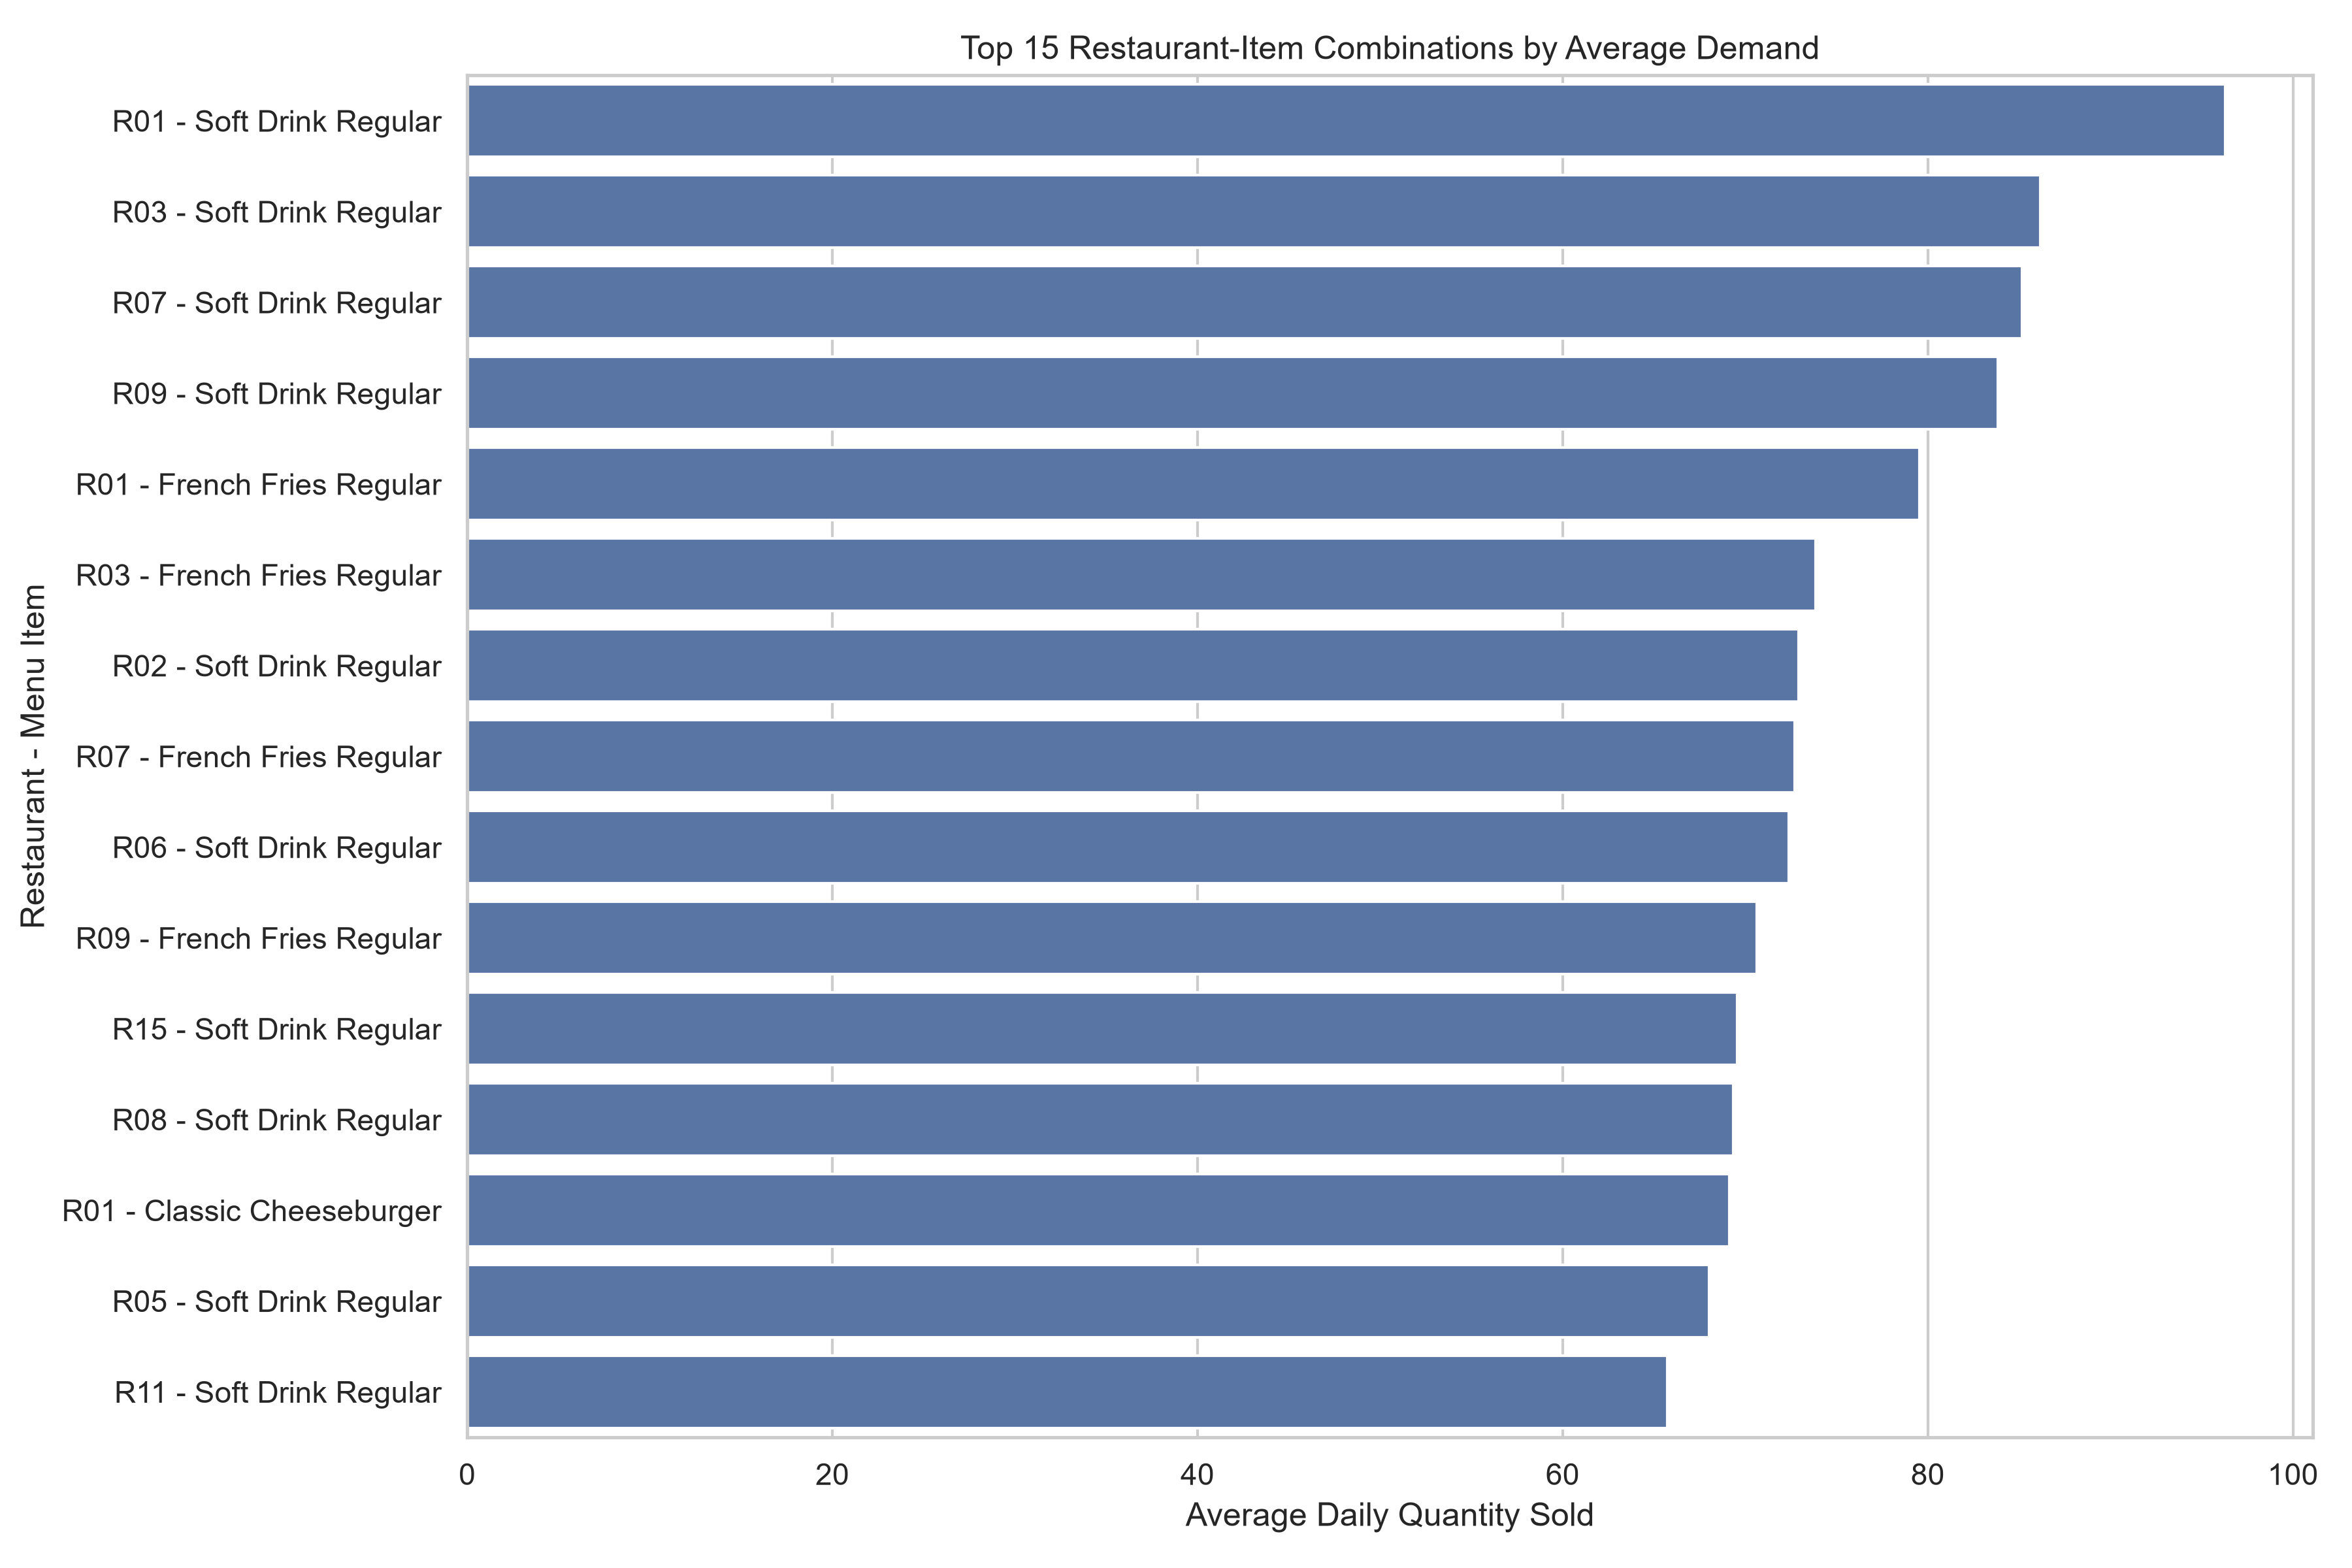 Top 15 Restaurant-Item Combinations by Average Demand
Restaurant - Menu Item
R01 - Soft Drink Regular
R03 - Soft Drink Regular
R07 - Soft Drink Regular
R09 - Soft Drink Regular
R01 - French Fries Regular
R03 - French Fries Regular
R02 - Soft Drink Regular
R07 - French Fries Regular
R06 - Soft Drink Regular
R09 - French Fries Regular
R15 - Soft Drink Regular
R08 - Soft Drink Regular
R01 - Classic Cheeseburger
R05 - Soft Drink Regular
R11 - Soft Drink Regular
0 20 40 60 80 100
Average Daily Quantity Sold